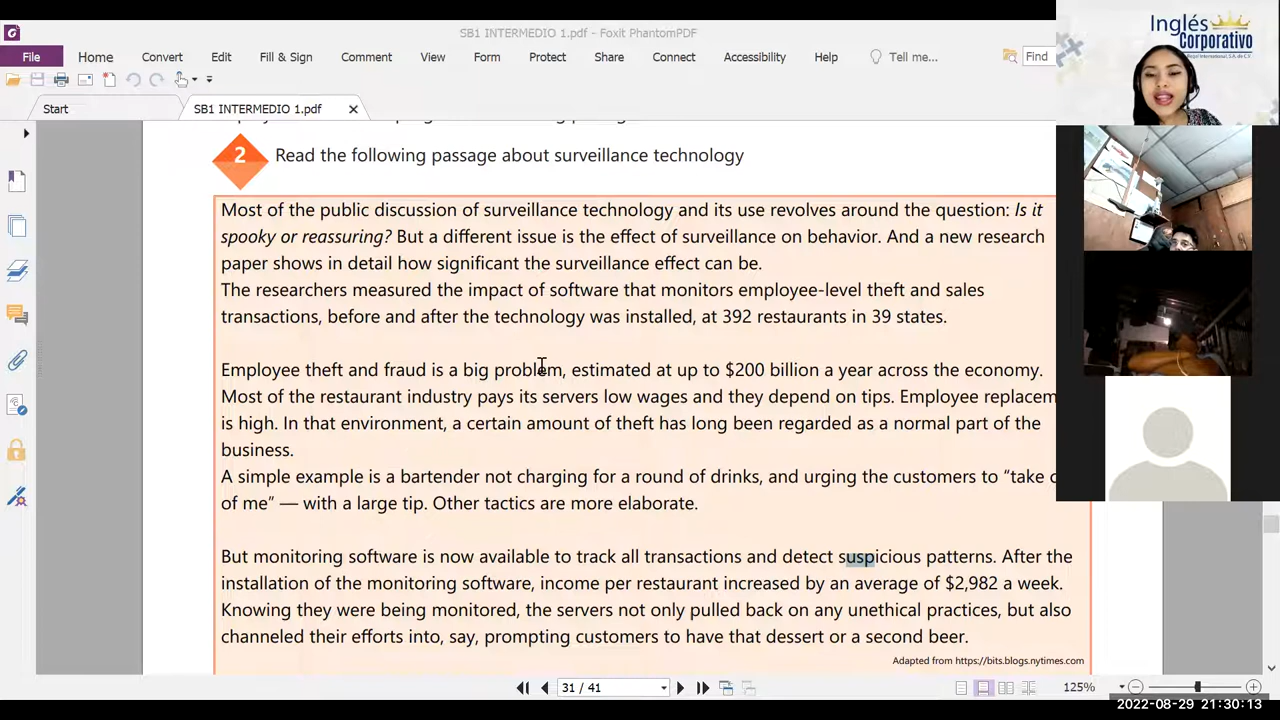 SB1 INTERMEDIO 1.pdf - Foxit PhantomPDF
File Home Convert Edit Fill & Sign Comment View Form Protect Share Connect Accessibility Help Tell me... Find
Start SB1 INTERMEDIO 1.pdf
Inglés
Corporativo
2 Read the following passage about surveillance technology
Most of the public discussion of surveillance technology and its use revolves around the question: Is it
spooky or reassuring? But a different issue is the effect of surveillance on behavior. And a new research
paper shows in detail how significant the surveillance effect can be.
The researchers measured the impact of software that monitors employee-level theft and sales
transactions, before and after the technology was installed, at 392 restaurants in 39 states.
Employee theft and fraud is a big problem, estimated at up to $200 billion a year across the economy.
Most of the restaurant industry pays its servers low wages and they depend on tips. Employee replacem
is high. In that environment, a certain amount of theft has long been regarded as a normal part of the
business.
A simple example is a bartender not charging for a round of drinks, and urging the customers to “take c
of me” — with a large tip. Other tactics are more elaborate.
But monitoring software is now available to track all transactions and detect suspicious patterns. After the
installation of the monitoring software, income per restaurant increased by an average of $2,982 a week.
Knowing they were being monitored, the servers not only pulled back on any unethical practices, but also
channeled their efforts into, say, prompting customers to have that dessert or a second beer.
Adapted from https://bits.blogs.nytimes.com
31 / 41
125%
2022-08-29 21:30:13